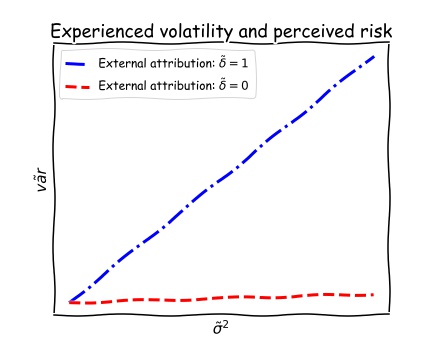 Experienced volatility and perceived risk
External attribution: δ̃ = 1
External attribution: δ̃ = 0
vãr
σ̃²